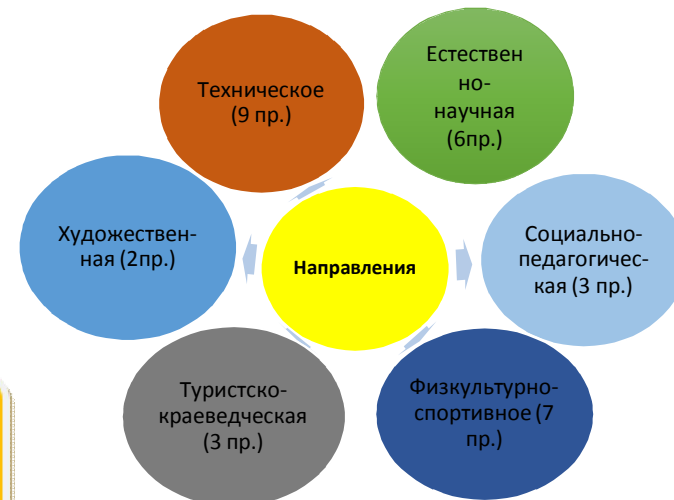 Техническое
(9 пр.)
Естествен
но-
научная
(6пр.)
Художествен-
ная (2пр.)
Направления
Социально-
педагогичес-
кая (3 пр.)
Туристско-
краеведческая
(3 пр.)
Физкультурно-
спортивное (7
пр.)